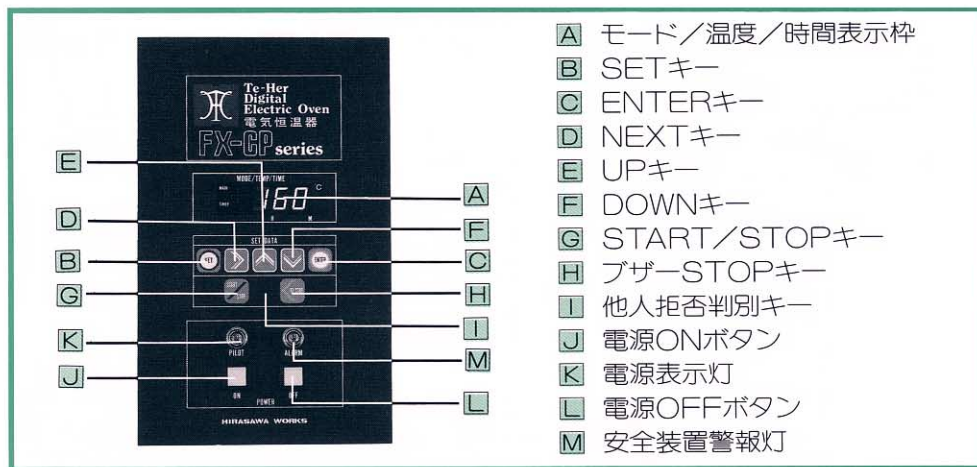 Te-Her
Digital
Electric Oven
電気恒温器
FX-CP series
MODE/TEMP/TIME
160 °C
H M
SET DATA
SET
ENTER
START/STOP
PILOT
ALARM
ON
OFF
POWER
HIRASAWA WORKS
E
D
B
G
K
J
A
F
C
H
I
M
L
A モード／温度／時間表示枠
B SETキー
C ENTERキー
D NEXTキー
E UPキー
F DOWNキー
G START／STOPキー
H ブザーSTOPキー
I 他人拒否判別キー
J 電源ONボタン
K 電源表示灯
L 電源OFFボタン
M 安全装置警報灯